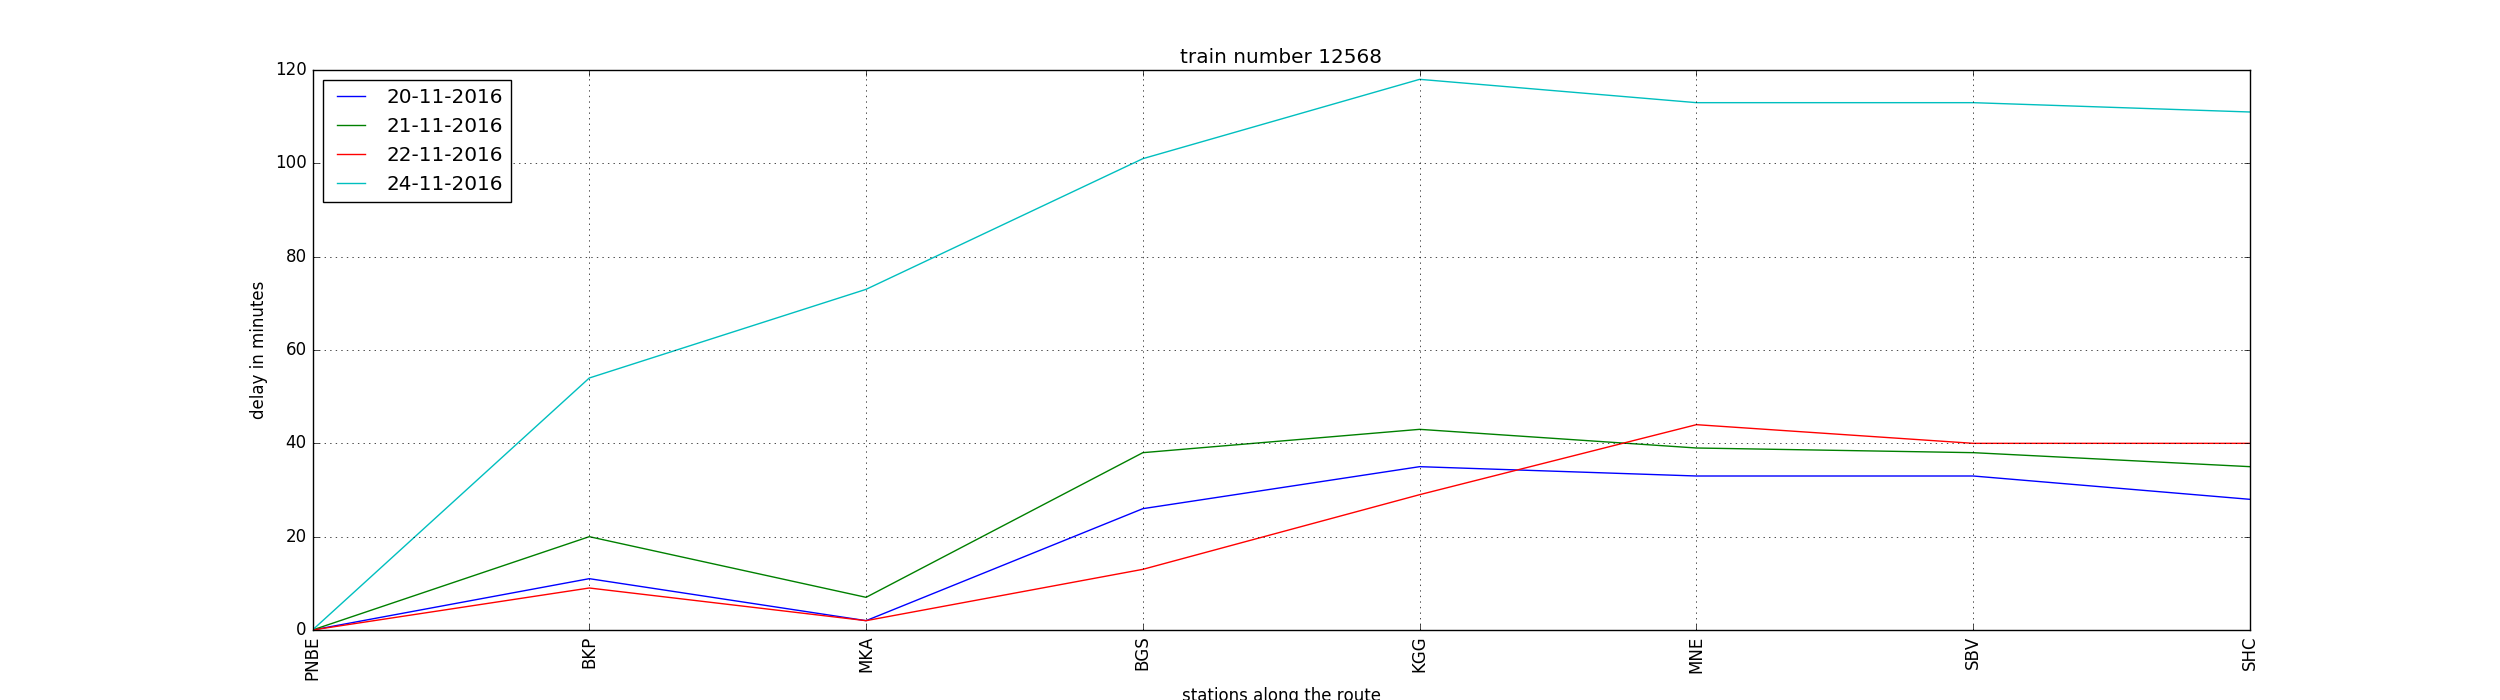 train number 12568
120
100
80
60
40
20
0
delay in minutes
20-11-2016
21-11-2016
22-11-2016
24-11-2016
PNBE
BKP
MKA
BGS
KGG
MNE
SBV
SHC
stations along the route